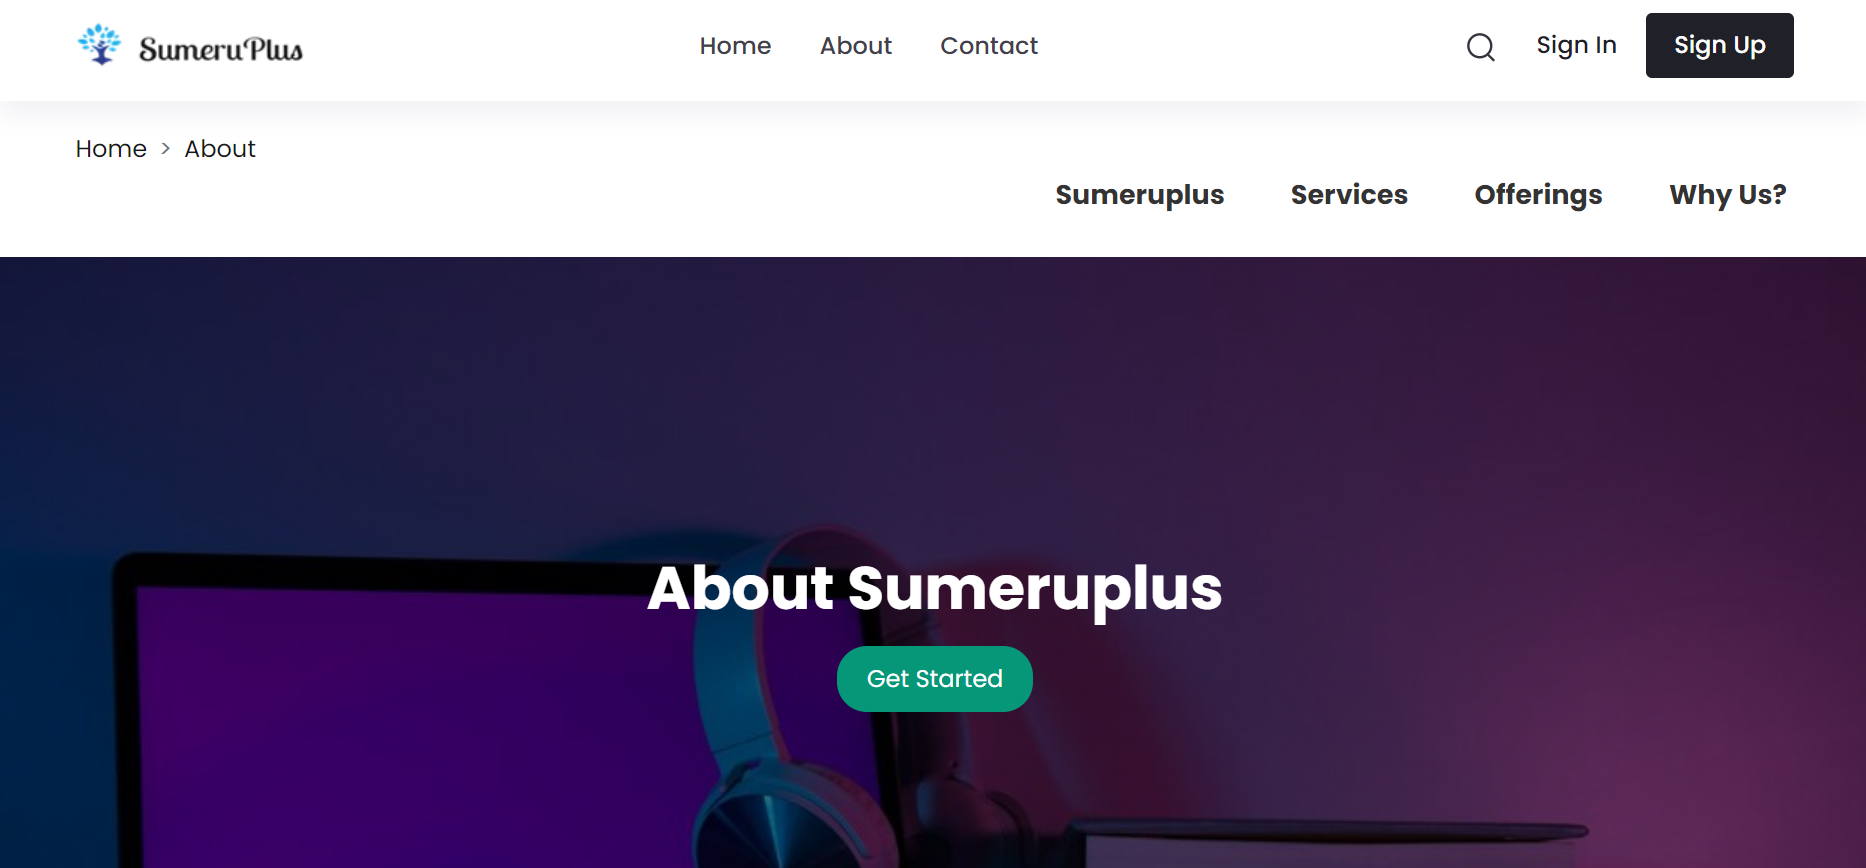 SumeruPlus
Home About Contact
Sign In Sign Up
Home > About
Sumeruplus Services Offerings Why Us?
About Sumeruplus
Get Started